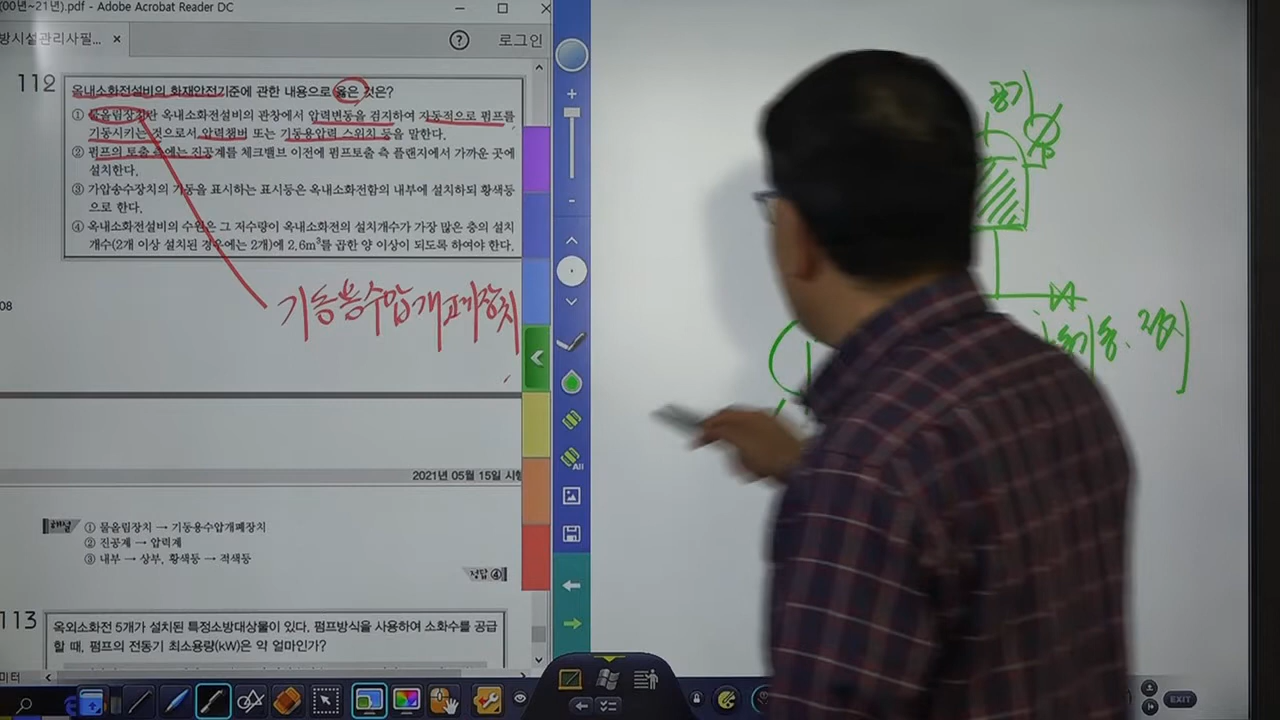 (00년~21년).pdf - Adobe Acrobat Reader DC
방시설관리사필... ×
로그인
112
옥내소화전설비의 화재안전기준에 관한 내용으로 옳은 것은?
① 물올림장치란 옥내소화전설비의 관창에서 압력변동을 검지하여 자동적으로 펌프를
기동시키는 것으로서 압력챔버 또는 기동용압력 스위치 등을 말한다.
② 펌프의 토출 측에는 진공계를 체크밸브 이전에 펌프토출 측 플랜지에서 가까운 곳에
설치한다.
③ 가압송수장치의 기동을 표시하는 표시등은 옥내소화전함의 내부에 설치하되 황색등
으로 한다.
④ 옥내소화전설비의 수원은 그 저수량이 옥내소화전의 설치개수가 가장 많은 층의 설치
개수(2개 이상 설치된 경우에는 2개)에 2.6m³를 곱한 양 이상이 되도록 하여야 한다.
기동용수압개폐장치
08
2021년 05월 15일 시행
해설
① 물올림장치 → 기동용수압개폐장치
② 진공계 → 압력계
③ 내부 → 상부, 황색등 → 적색등
정답 ④
113
옥외소화전 5개가 설치된 특정소방대상물이 있다. 펌프방식을 사용하여 소화수를 공급
할 때, 펌프의 전동기 최소용량(kW)은 약 얼마인가?
미터
공기
P
기동, 정지
All
EXIT